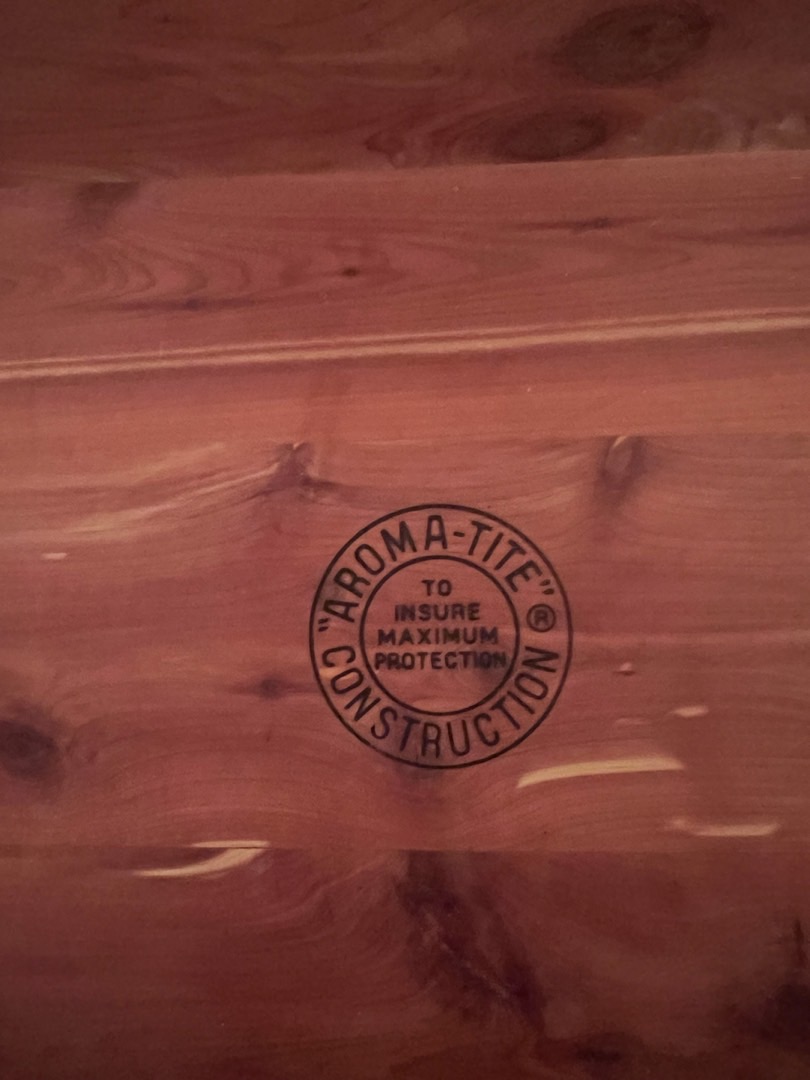 "AROMA-TITE" ®
TO
INSURE
MAXIMUM
PROTECTION
CONSTRUCTION